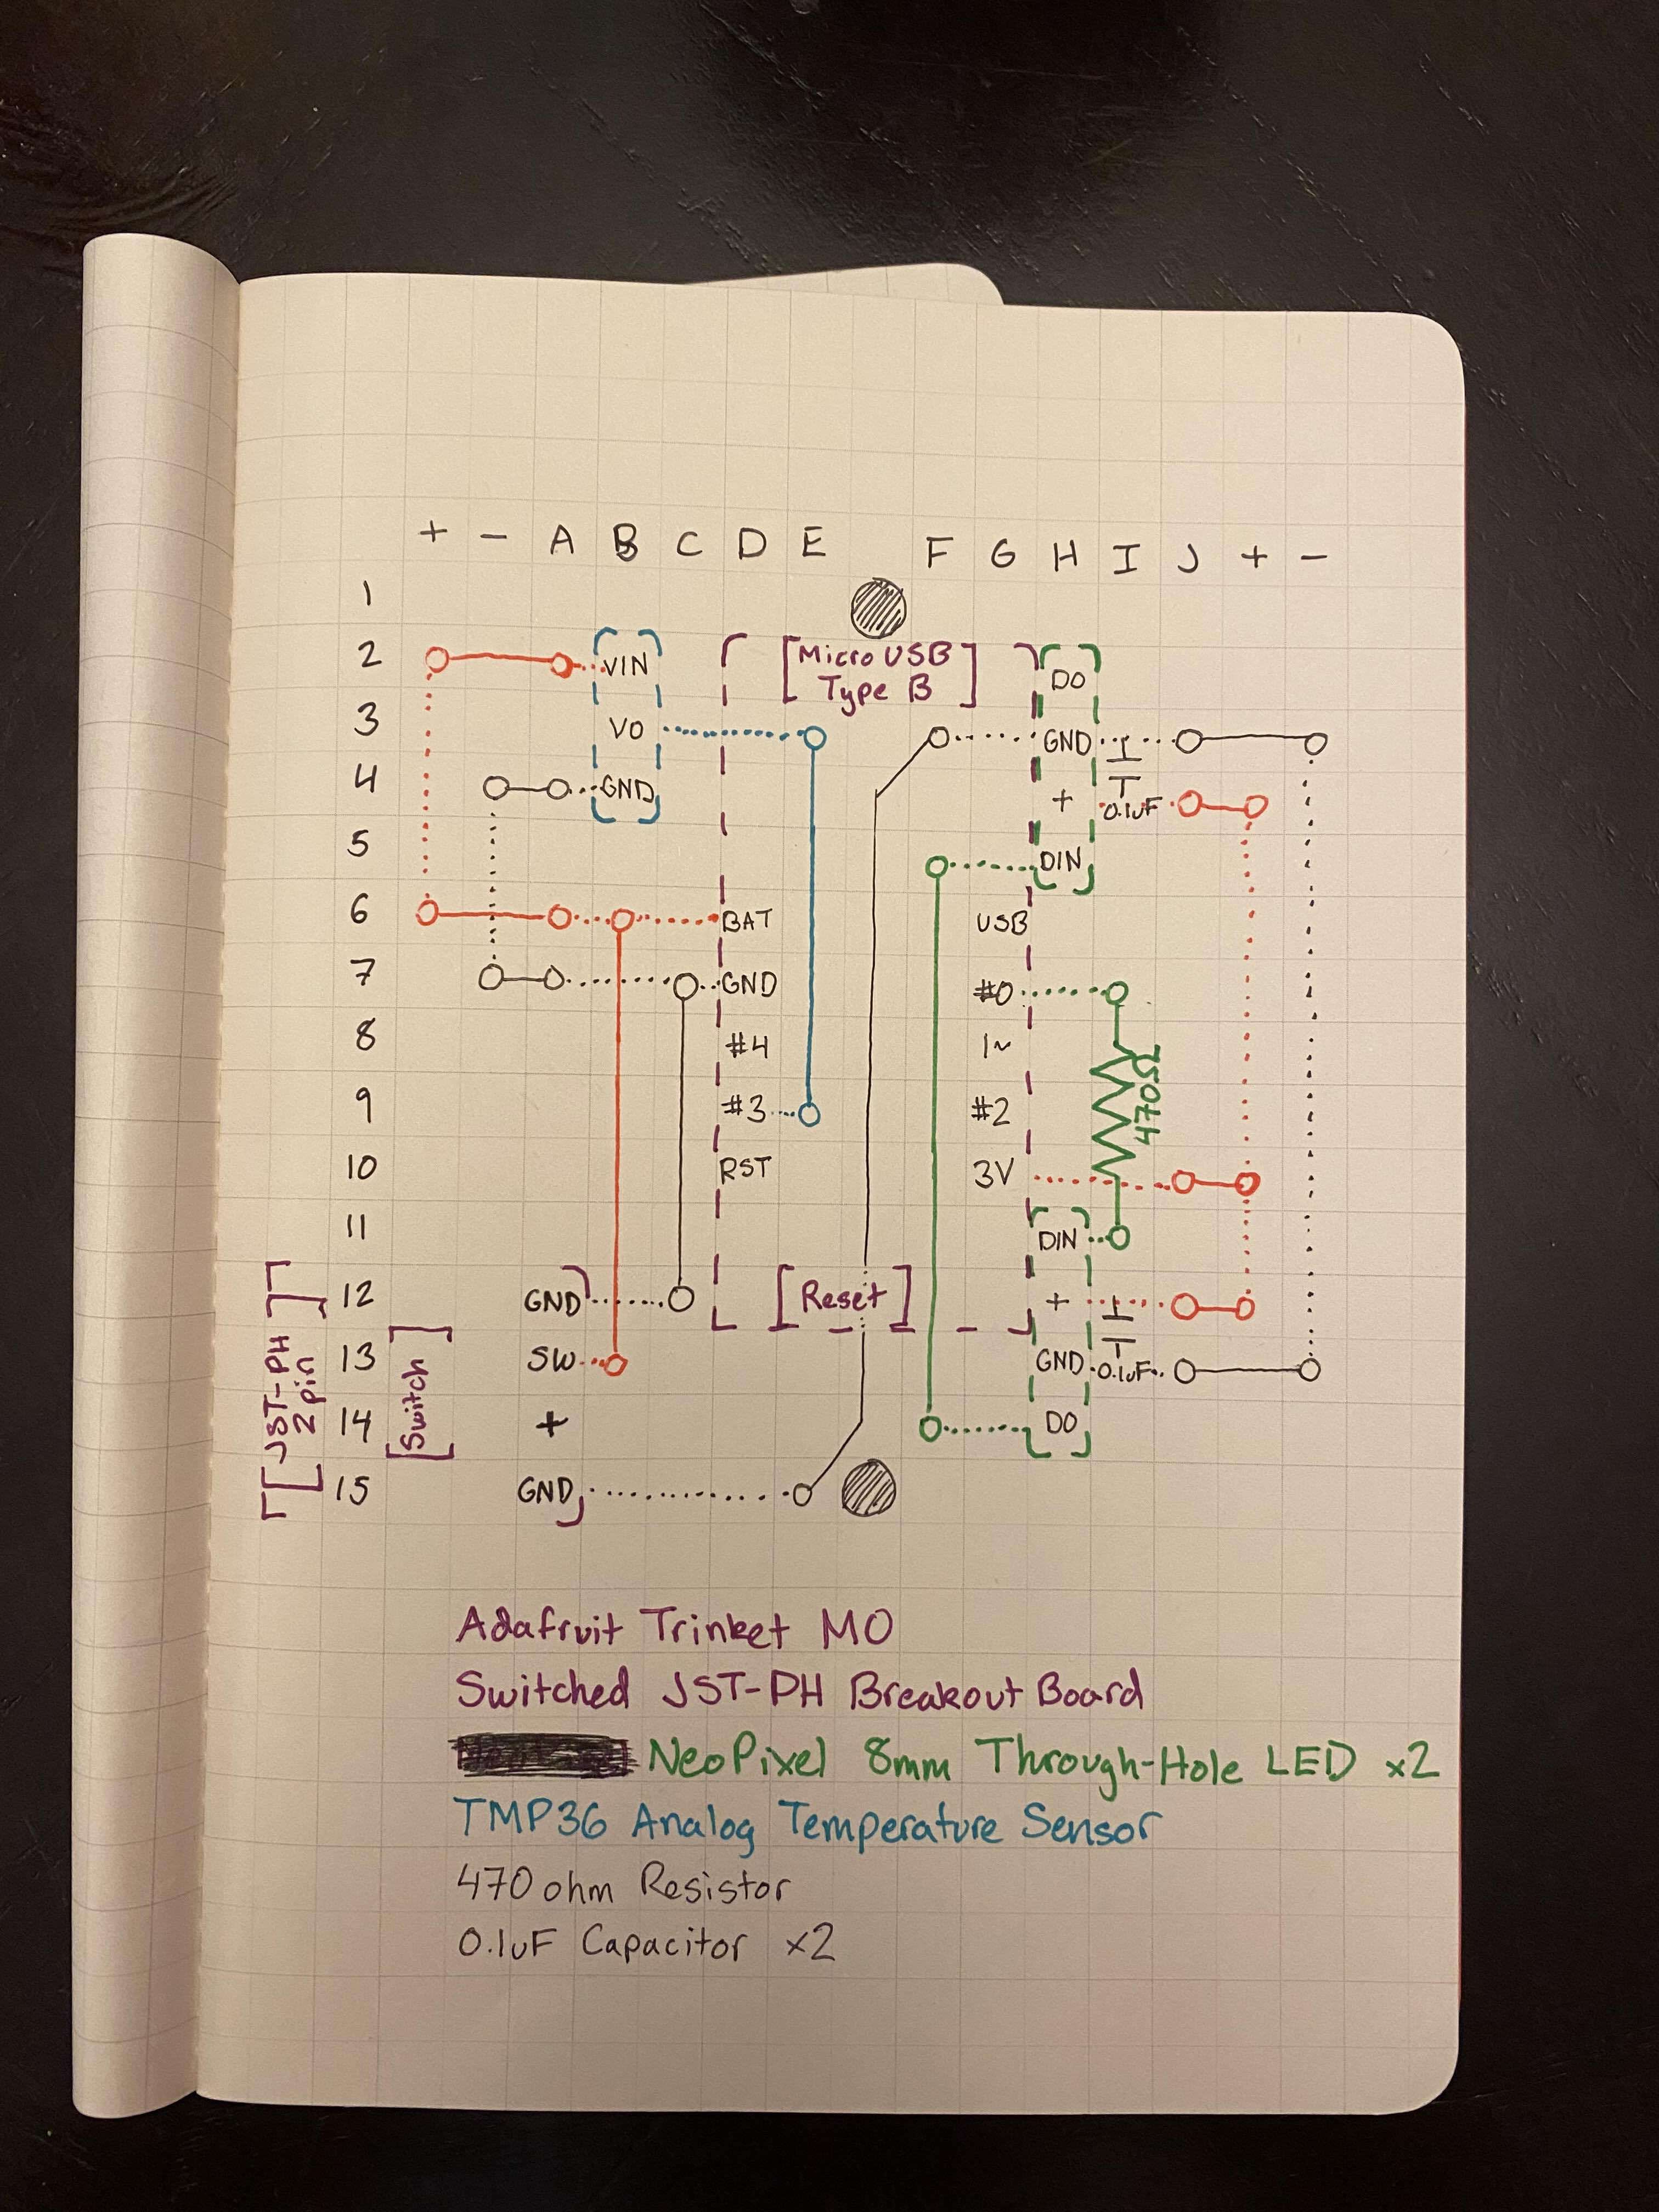 + - A B C D E F G H I J + -
1
Micro USB
Type B
2 VIN DO
3 VO GND
4 GND + 0.1uF
5 DIN
6 BAT USB
7 GND #0
8 #4 1~
9 #3 #2
470Ω
10 RST 3V
11 DIN
12 GND Reset +
13 SW GND 0.1uF
14 + DO
15 GND
JST-PH
2 pin
Switch
Adafruit Trinket M0
Switched JST-PH Breakout Board
NeoPixel 8mm Through-Hole LED x2
TMP36 Analog Temperature Sensor
470 ohm Resistor
0.1uF Capacitor x2